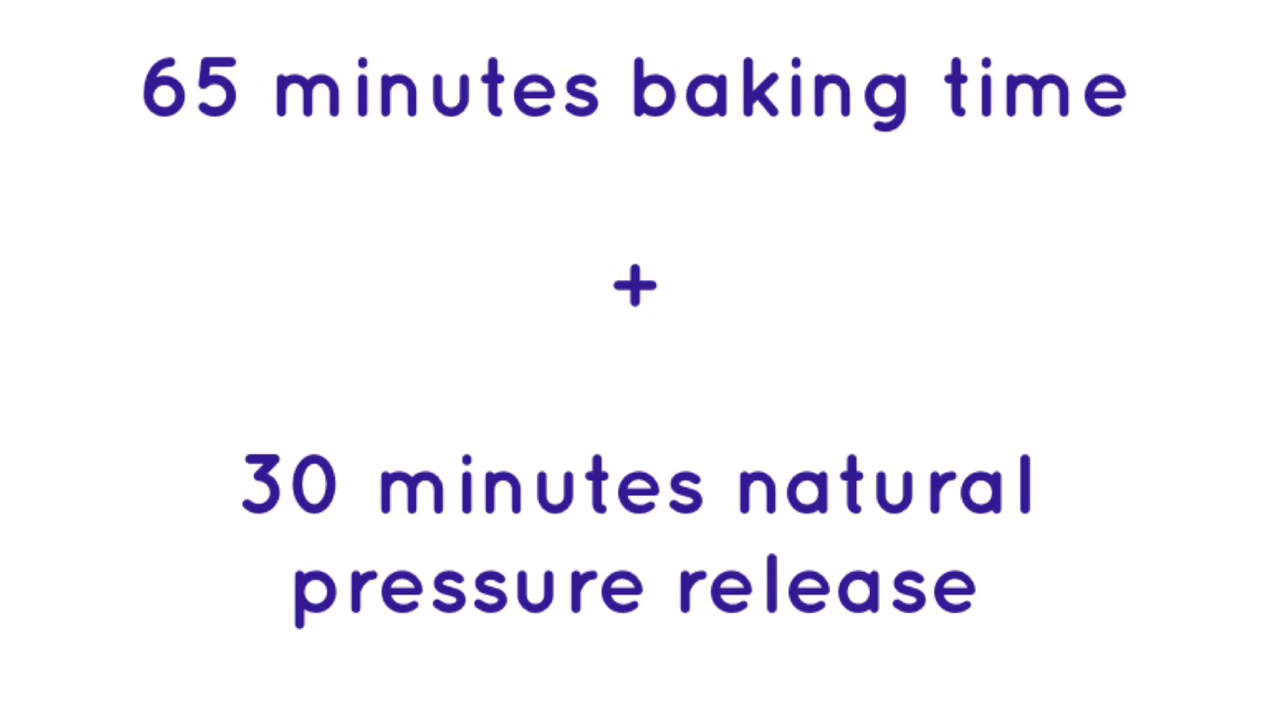 65 minutes baking time
+
30 minutes natural
pressure release